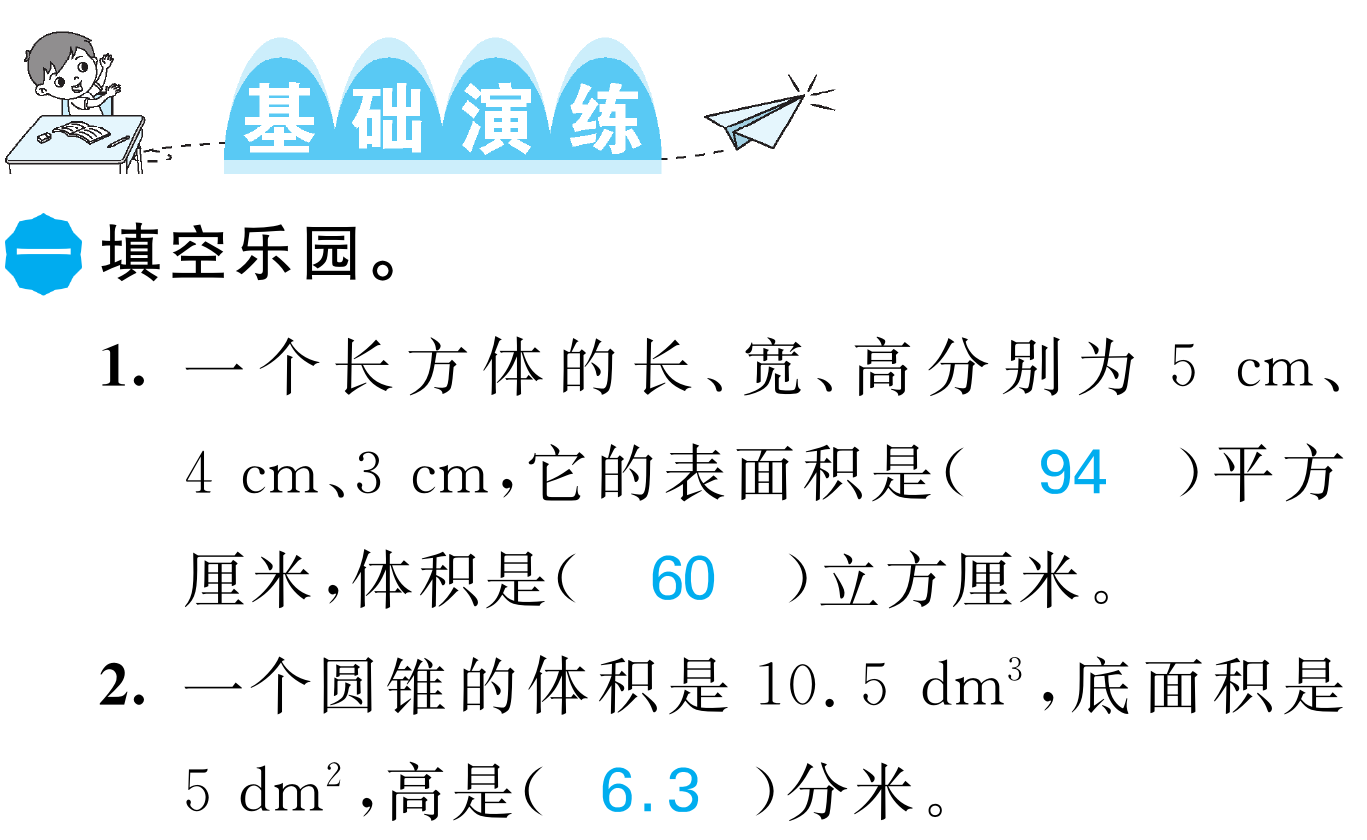 基础演练
一 填空乐园。
1. 一个长方体的长、宽、高分别为 5 cm、
4 cm、3 cm,它的表面积是( 94 )平方
厘米,体积是( 60 )立方厘米。
2. 一个圆锥的体积是 10.5 dm³,底面积是
5 dm²,高是( 6.3 )分米。